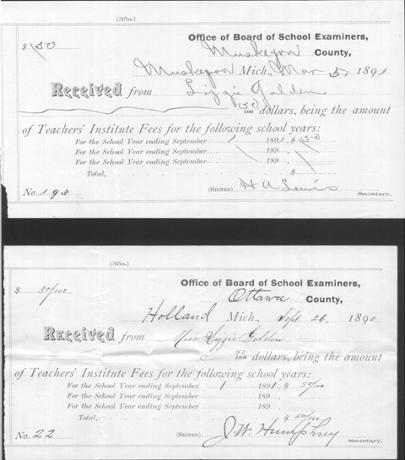 (Office.)
Office of Board of School Examiners,
$ 50 Muskegon County,
Muskegon Mich., Mar 5, 1891
Received from Lizzie Golden
50/100 dollars, being the amount
of Teachers' Institute Fees for the following school years:
For the School Year ending September 1 1891, $ 50
For the School Year ending September 189
For the School Year ending September 189
Total, $
No. 298 (SIGNED) H A Lewis
Secretary.
(Office.)
Office of Board of School Examiners,
$ 50/100 Ottawa County,
Holland Mich., Sept. 26, 1890
Received from Miss Lizzie Golden
50/100 dollars, being the amount
of Teachers' Institute Fees for the following school years:
For the School Year ending September 1 1891, $ 50/100
For the School Year ending September 189
For the School Year ending September 189
Total, $ 50/100
No. 22 (SIGNED) J. W. Humphrey
Secretary.